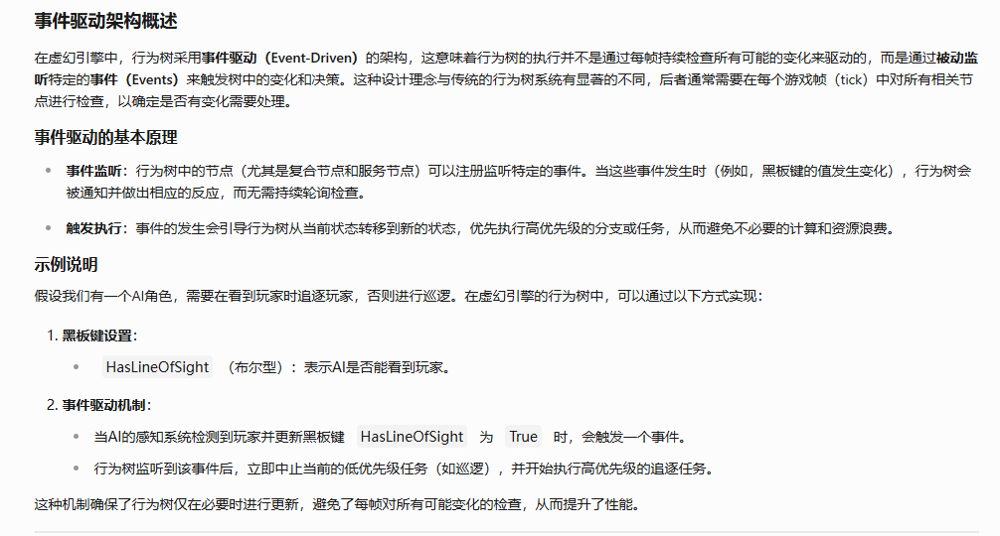 事件驱动架构概述
在虚幻引擎中，行为树采用事件驱动（Event-Driven）的架构，这意味着行为树的执行并不是通过每帧持续检查所有可能的变化来驱动的，而是通过被动监
听特定的事件（Events）来触发树中的变化和决策。这种设计理念与传统的行为树系统有显著的不同，后者通常需要在每个游戏帧（tick）中对所有相关节
点进行检查，以确定是否有变化需要处理。
事件驱动的基本原理
• 事件监听：行为树中的节点（尤其是复合节点和服务节点）可以注册监听特定的事件。当这些事件发生时（例如，黑板键的值发生变化），行为树会
被通知并做出相应的反应，而无需持续轮询检查。
• 触发执行：事件的发生会引导行为树从当前状态转移到新的状态，优先执行高优先级的分支或任务，从而避免不必要的计算和资源浪费。
示例说明
假设我们有一个AI角色，需要在看到玩家时追逐玩家，否则进行巡逻。在虚幻引擎的行为树中，可以通过以下方式实现：
1. 黑板键设置：
• HasLineOfSight （布尔型）：表示AI是否能看到玩家。
2. 事件驱动机制：
• 当AI的感知系统检测到玩家并更新黑板键 HasLineOfSight 为 True 时，会触发一个事件。
• 行为树监听到该事件后，立即中止当前的低优先级任务（如巡逻），并开始执行高优先级的追逐任务。
这种机制确保了行为树仅在必要时进行更新，避免了每帧对所有可能变化的检查，从而提升了性能。